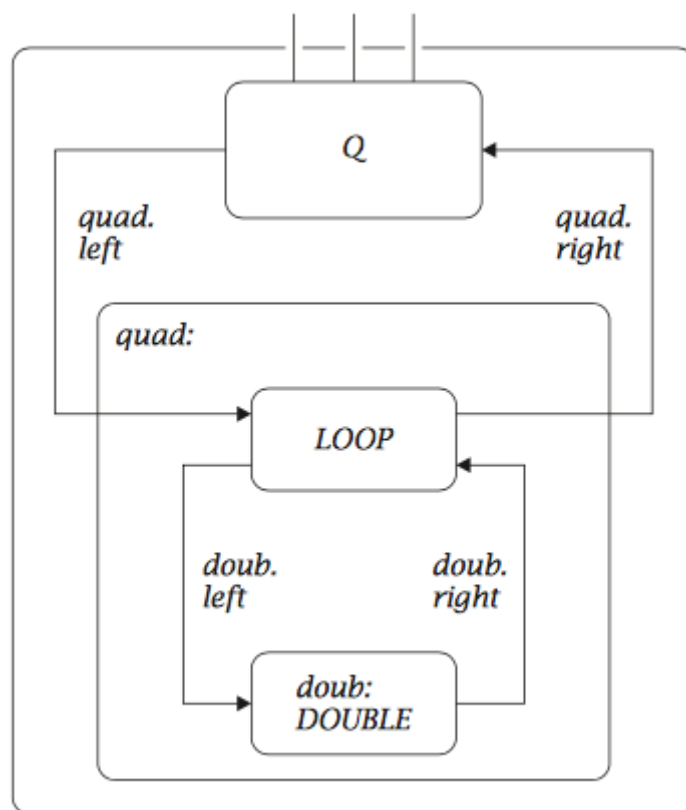 Q
quad.
left
quad.
right
quad:
LOOP
doub.
left
doub.
right
doub:
DOUBLE